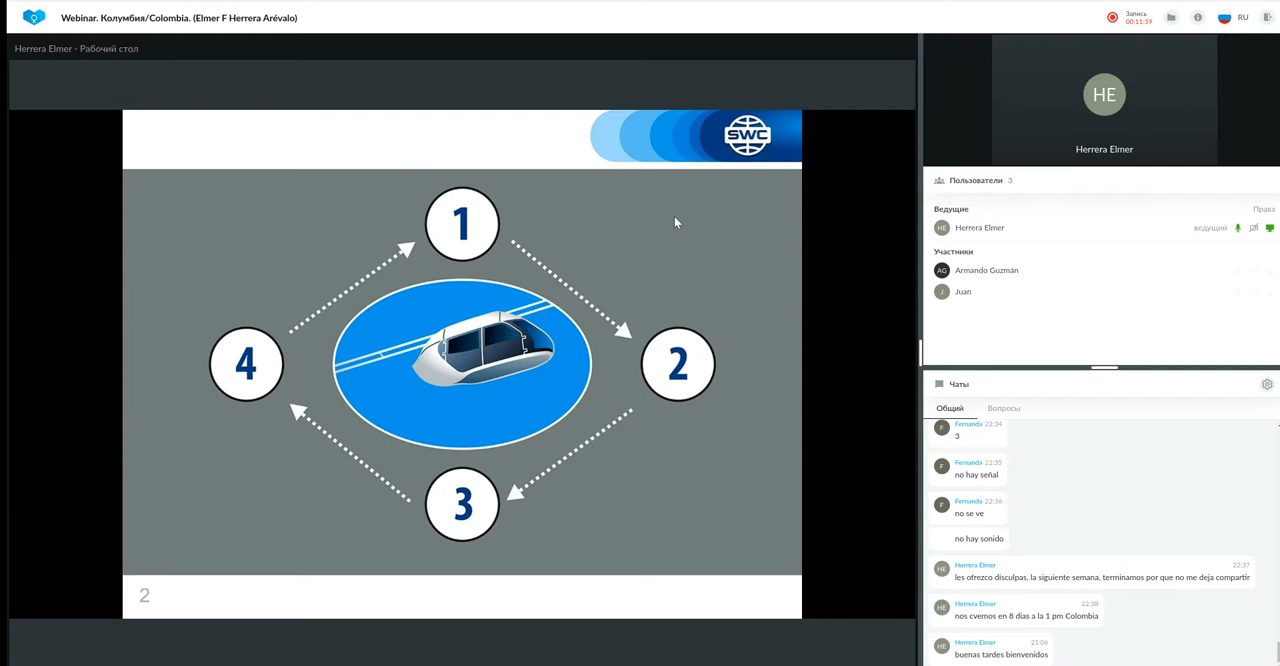 Webinar. Колумбия/Colombia. (Elmer F Herrera Arévalo)
Запись
00:11:59
RU
Herrera Elmer - Рабочий стол
SWC
1
2
3
4
2
HE
Herrera Elmer
Пользователи 3
Ведущие Права
HE Herrera Elmer ведущий
Участники
AG Armando Guzmán
J Juan
Чаты
Общий Вопросы
F Fernanda 22:34
3
F Fernanda 22:35
no hay señal
F Fernanda 22:36
no se ve
no hay sonido
HE Herrera Elmer 22:37
les ofrezco disculpas, la siguiente semana, terminamos por que no me deja compartir
HE Herrera Elmer 22:38
nos cvemos en 8 dias a la 1 pm Colombia
HE Herrera Elmer 21:06
buenas tardes bienvenidos